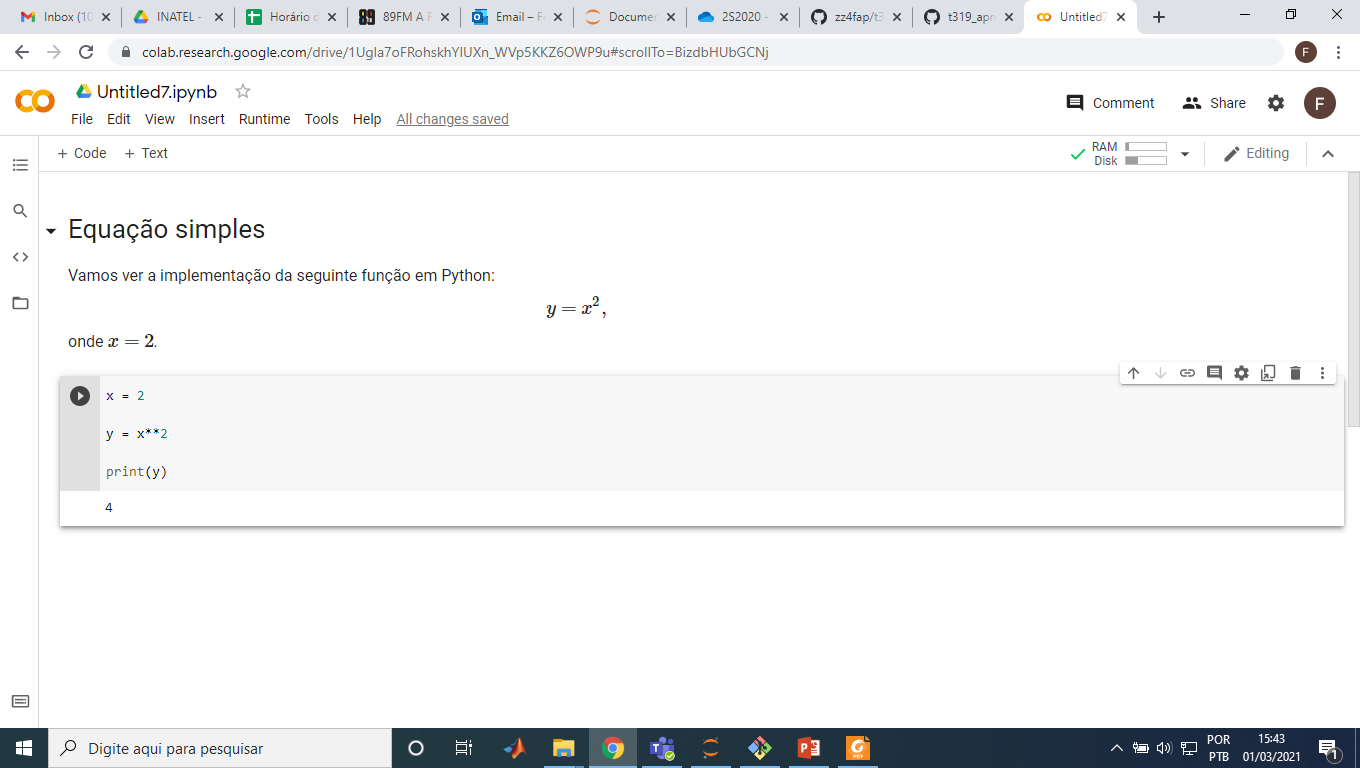 Inbox (10
INATEL -
Horário
89FM A
Email –
Documen
2S2020 -
zz4fap/t3
t319_apr
Untitled7
colab.research.google.com/drive/1Ugla7oFRohskhYIUXn_WVp5KKZ6OWP9u#scrollTo=BizdbHUbGCNj
F
Untitled7.ipynb
File Edit View Insert Runtime Tools Help All changes saved
Comment Share F
+ Code + Text
RAM
Disk
Editing
Equação simples
Vamos ver a implementação da seguinte função em Python:
y = x²,
onde x = 2.
x = 2
y = x**2
print(y)
4
Digite aqui para pesquisar
POR
PTB
15:43
01/03/2021
1